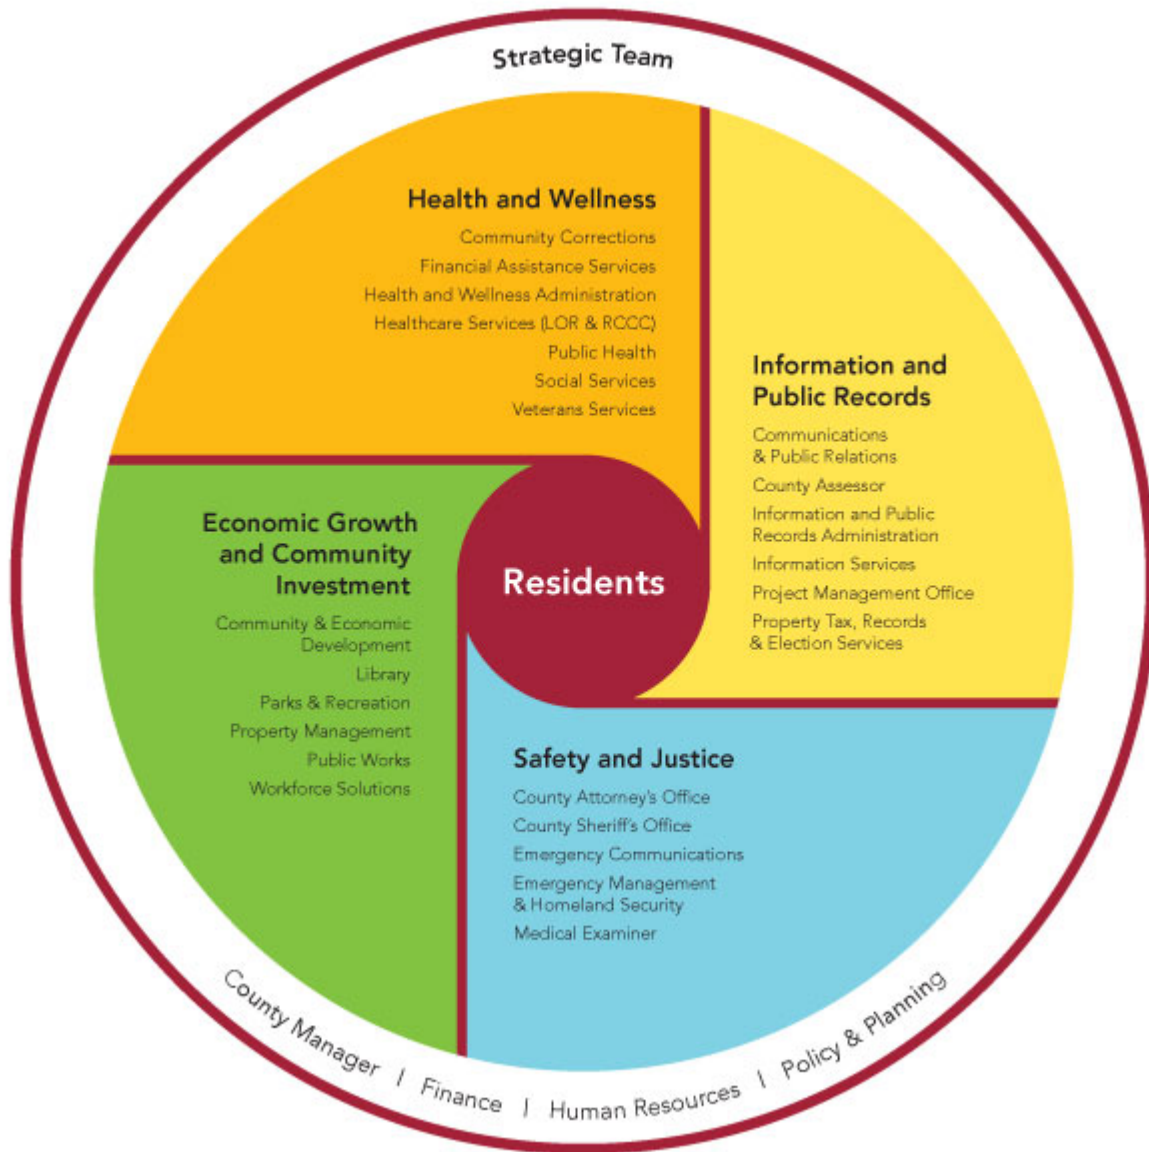 Strategic Team
Health and Wellness
Community Corrections
Financial Assistance Services
Health and Wellness Administration
Healthcare Services (LOR & RCCC)
Public Health
Social Services
Veterans Services
Information and
Public Records
Communications
& Public Relations
County Assessor
Information and Public
Records Administration
Information Services
Project Management Office
Property Tax, Records
& Election Services
Economic Growth
and Community
Investment
Community & Economic
Development
Library
Parks & Recreation
Property Management
Public Works
Workforce Solutions
Residents
Safety and Justice
County Attorney's Office
County Sheriff's Office
Emergency Communications
Emergency Management
& Homeland Security
Medical Examiner
County Manager | Finance | Human Resources | Policy & Planning